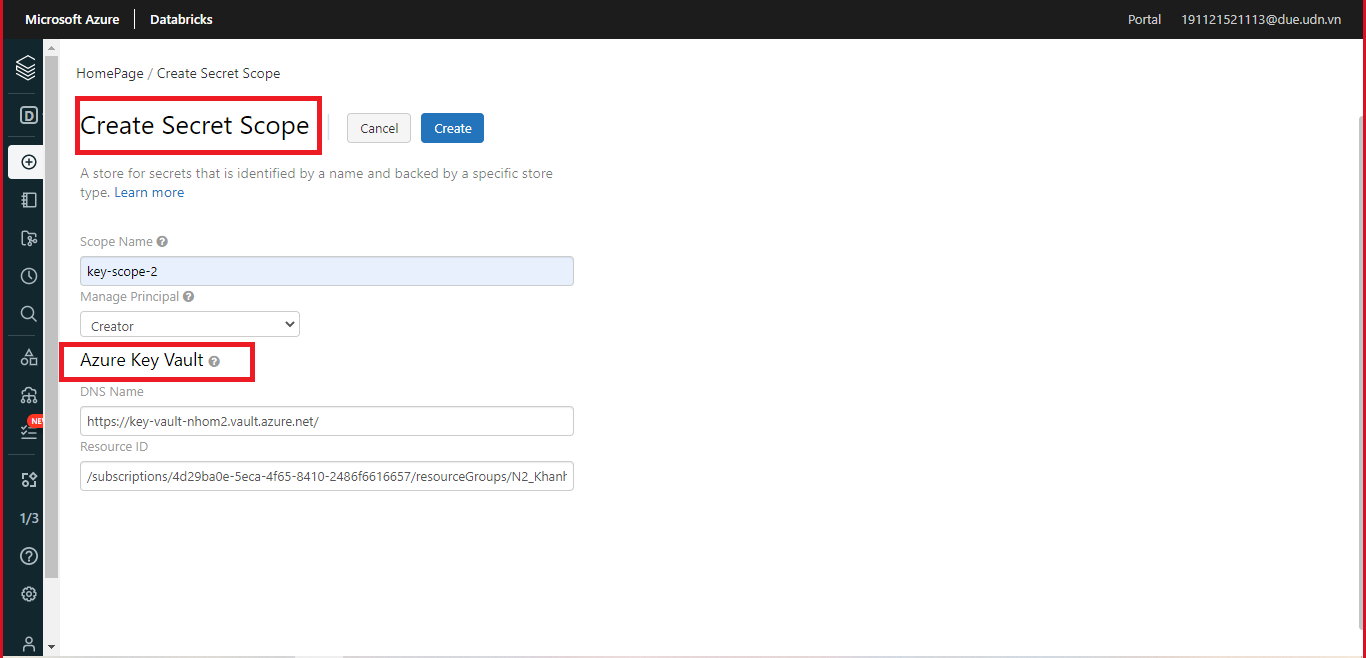 Microsoft Azure Databricks Portal 191121521113@due.udn.vn
HomePage / Create Secret Scope
Create Secret Scope Cancel Create
A store for secrets that is identified by a name and backed by a specific store
type. Learn more
Scope Name
key-scope-2
Manage Principal
Creator
Azure Key Vault
DNS Name
https://key-vault-nhom2.vault.azure.net/
NEW
Resource ID
/subscriptions/4d29ba0e-5eca-4f65-8410-2486f6616657/resourceGroups/N2_Khanh
1/3